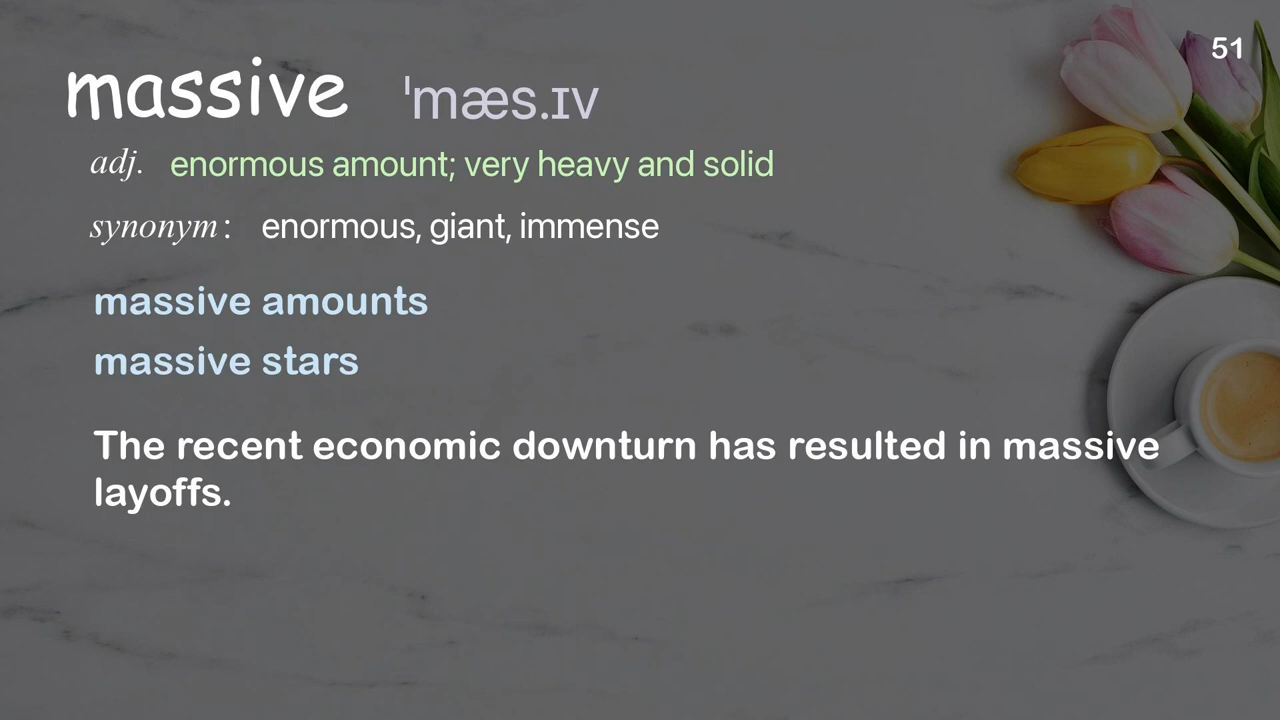 51
massive ˈmæs.ɪv
adj. enormous amount; very heavy and solid
synonym: enormous, giant, immense
massive amounts
massive stars
The recent economic downturn has resulted in massive
layoffs.